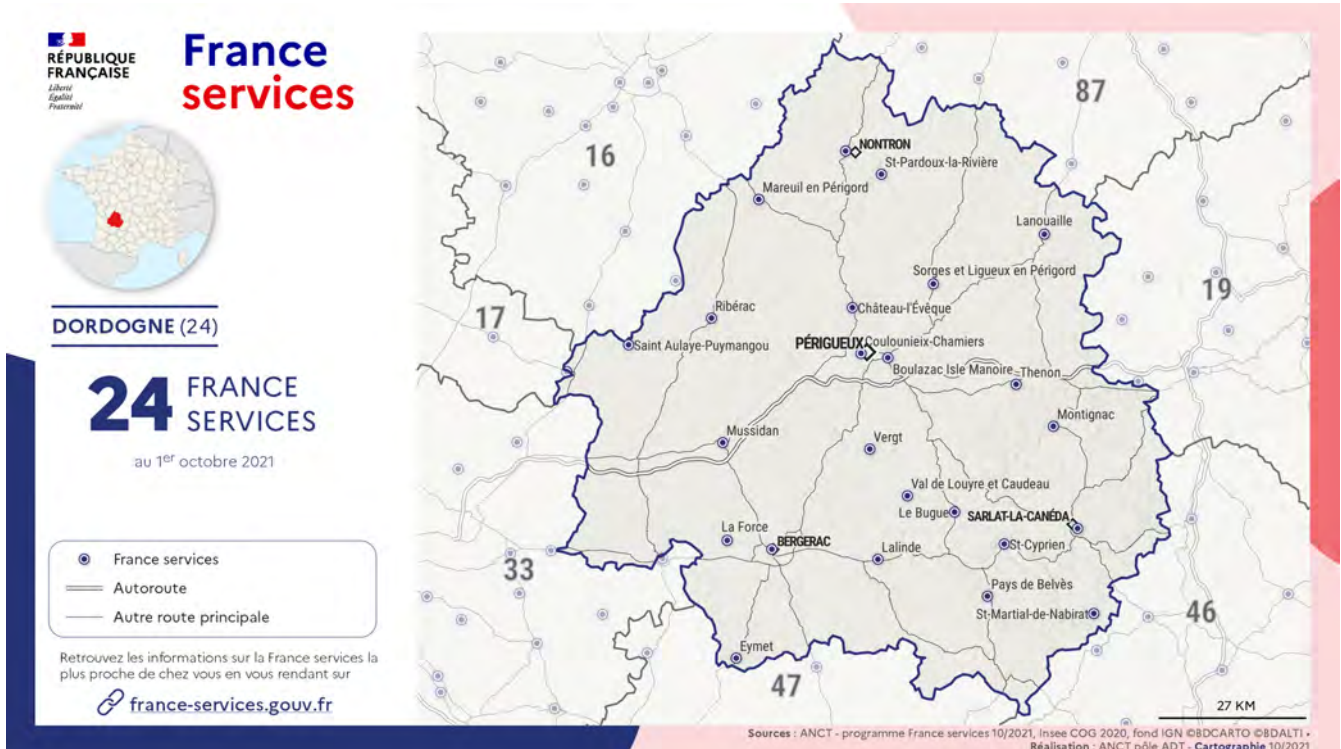 RÉPUBLIQUE
FRANÇAISE
Liberté
Égalité
Fraternité
France
services
DORDOGNE (24)
24 FRANCE
SERVICES
au 1er octobre 2021
France services
Autoroute
Autre route principale
Retrouvez les informations sur la France services la
plus proche de chez vous en vous rendant sur
france-services.gouv.fr
87
16
NONTRON
St-Pardoux-la-Rivière
Mareuil en Périgord
Lanouaille
Sorges et Ligueux en Périgord
19
17
Ribérac
Château-l'Évêque
Saint Aulaye-Puymangou
PÉRIGUEUX
Coulounieix-Chamiers
Boulazac Isle Manoire
Thenon
Montignac
Mussidan
Vergt
Val de Louyre et Caudeau
Le Bugue
SARLAT-LA-CANÉDA
La Force
BERGERAC
Lalinde
St-Cyprien
33
Pays de Belvès
St-Martial-de-Nabirat
46
Eymet
47
27 KM
Sources : ANCT - programme France services 10/2021, Insee COG 2020, fond IGN ©BDCARTO ©BDALTI •
Réalisation : ANCT pôle ADT - Cartographie 10/2021